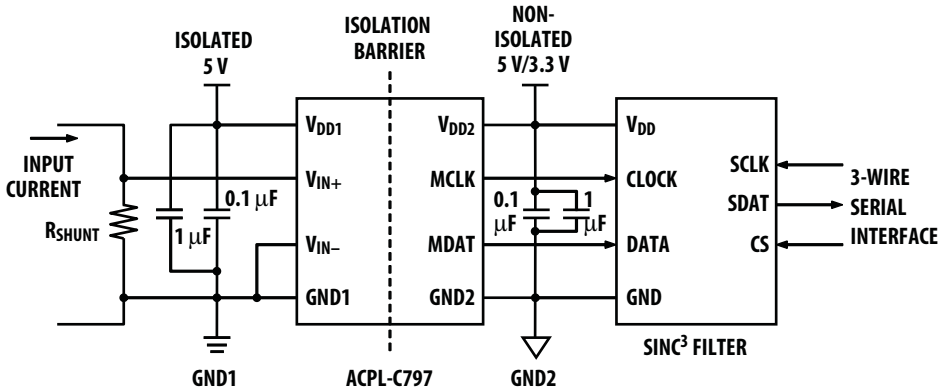 ISOLATED
5 V
ISOLATION
BARRIER
NON-
ISOLATED
5 V/3.3 V
INPUT
CURRENT
RSHUNT
1 μF
0.1 μF
VDD1
VIN+
VIN–
GND1
VDD2
MCLK
MDAT
GND2
0.1
μF
1
μF
VDD
CLOCK
DATA
GND
SCLK
SDAT
CS
3-WIRE
SERIAL
INTERFACE
GND1
ACPL-C797
GND2
SINC³ FILTER